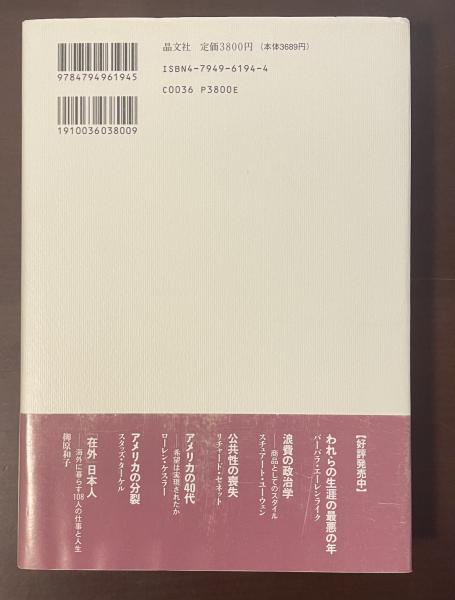 晶文社 定価3800円（本体3689円）
9784794961945
ISBN4-7949-6194-4
C0036 P3800E
1910036038009
【好評発売中】
われらの生涯の最悪の年
バーバラ・エーレンライク
浪費の政治学
——商品としてのスタイル
スチュアート・ユーウェン
公共性の喪失
リチャード・セネット
アメリカの40代
——希望は実現されたか
ローレン・ケスラー
アメリカの分裂
スタッズ・ターケル
在外 日本人
——海外に暮らす108人の仕事と人生
柳原和子